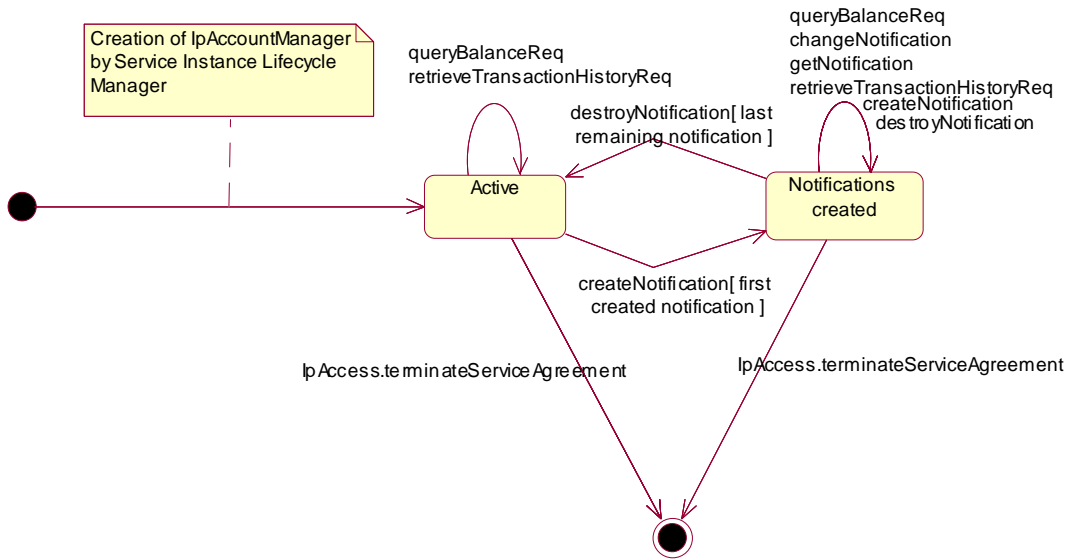 Creation of IpAccountManager
by Service Instance Lifecycle
Manager
queryBalanceReq
retrieveTransactionHistoryReq
queryBalanceReq
changeNotification
getNotification
retrieveTransactionHistoryReq
createNotification
destroyNotification
destroyNotification[ last
remaining notification ]
Active
Notifications
created
createNotification[ first
created notification ]
IpAccess.terminateServiceAgreement
IpAccess.terminateServiceAgreement